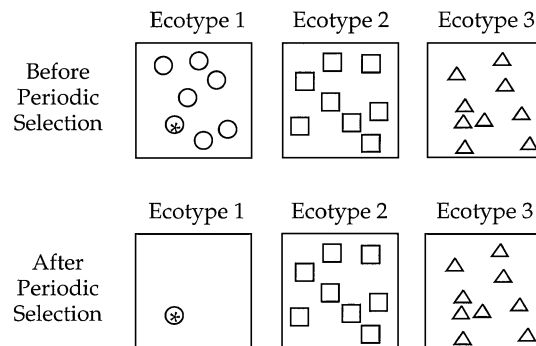 Ecotype 1 Ecotype 2 Ecotype 3
Before
Periodic
Selection
*
Ecotype 1 Ecotype 2 Ecotype 3
After
Periodic
Selection
*